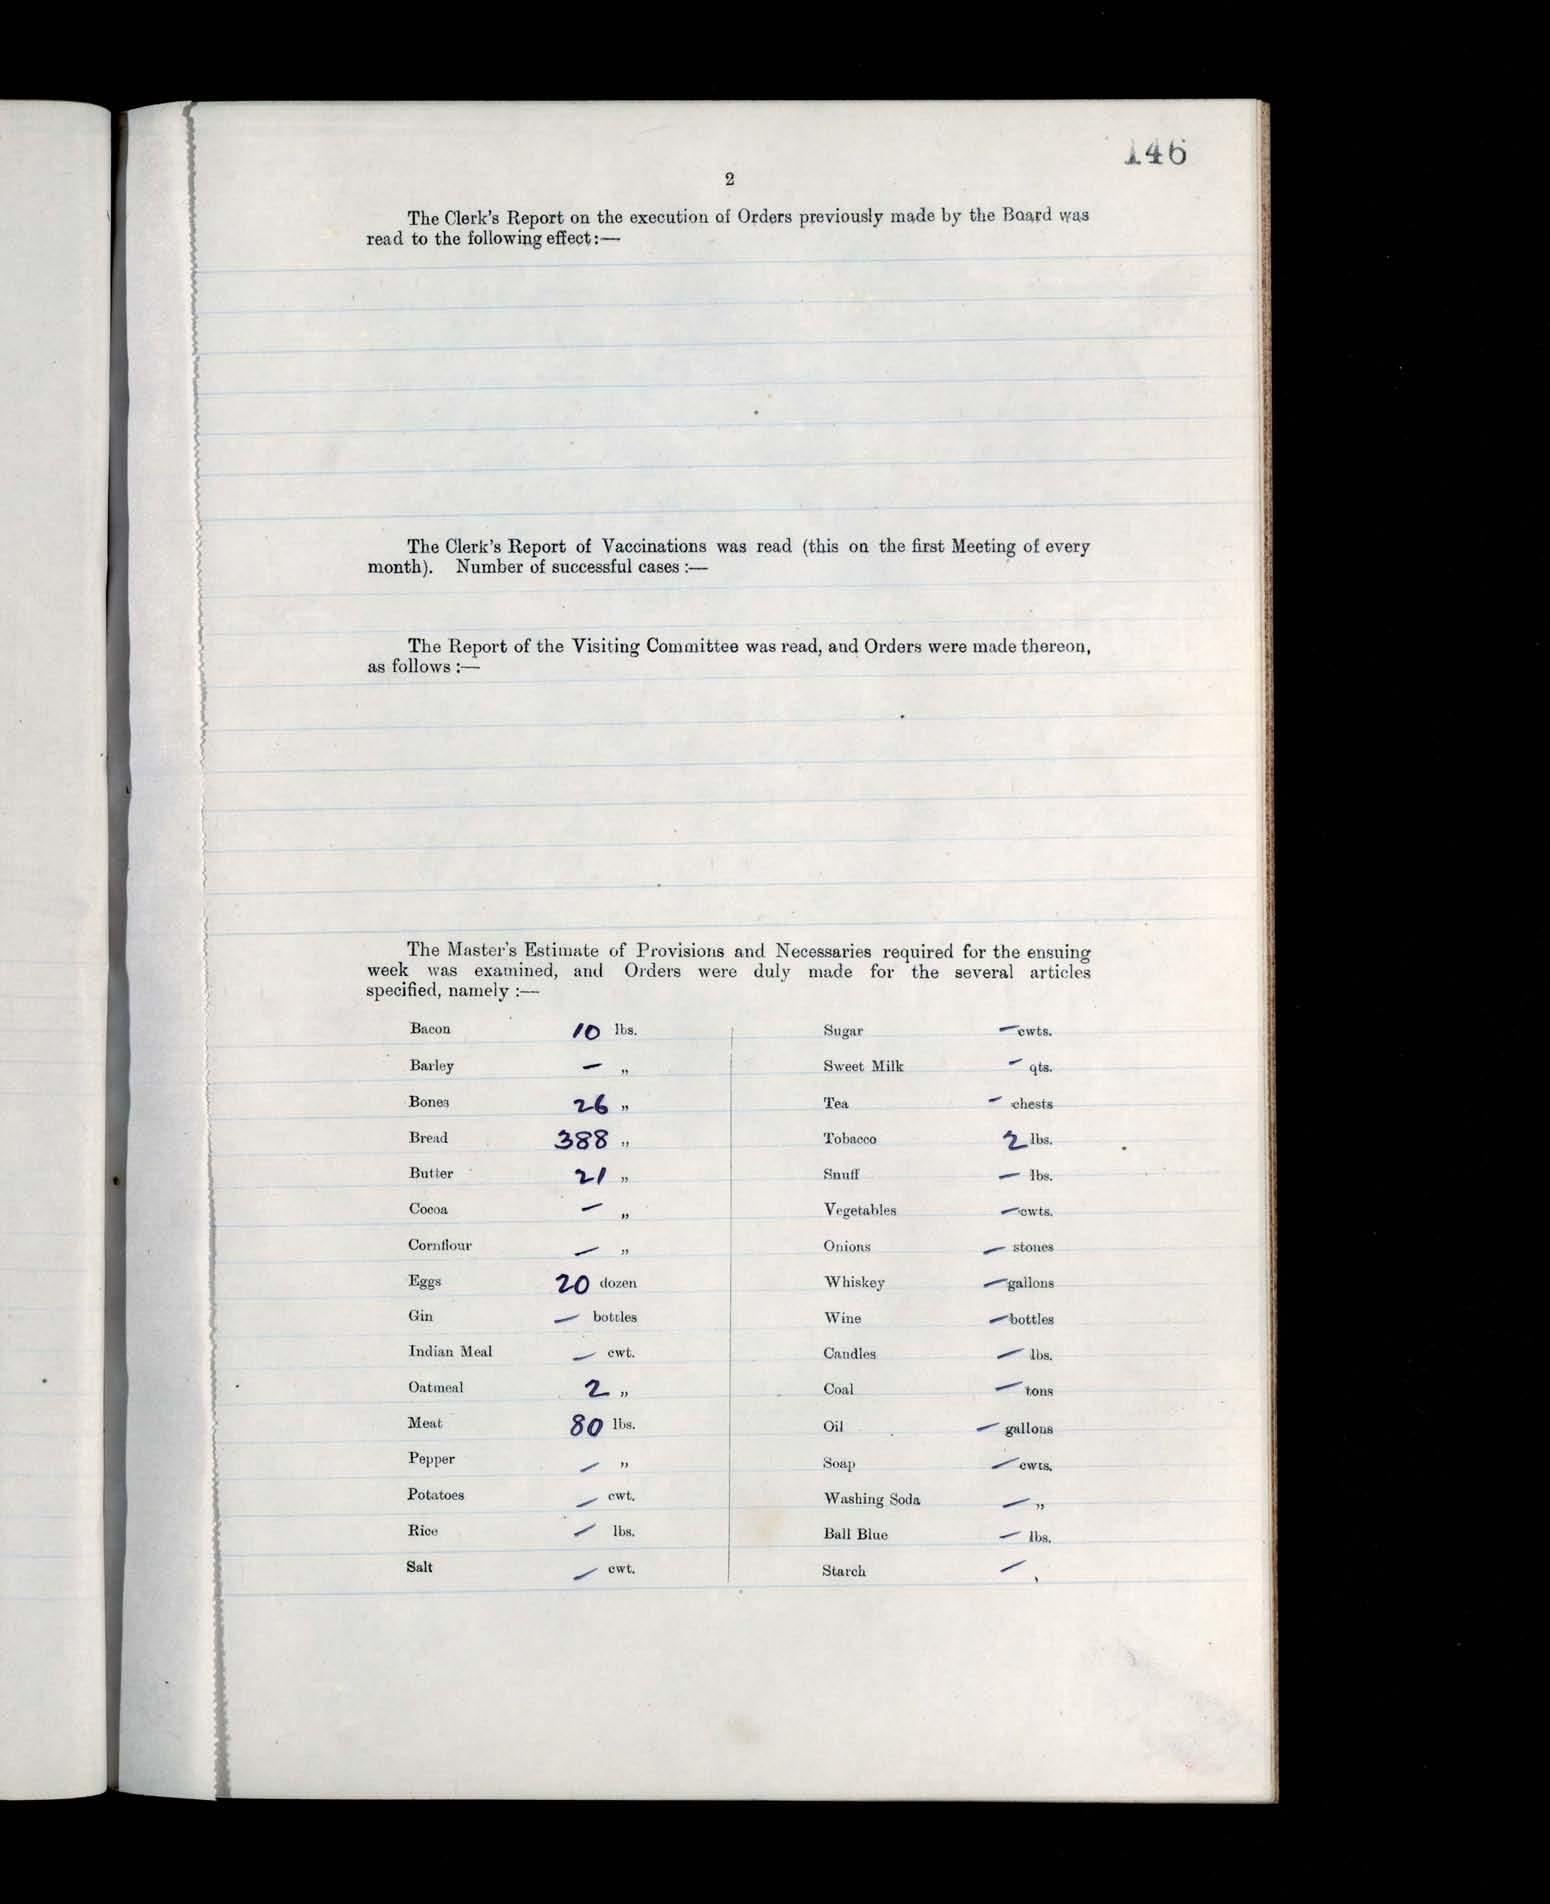 146
2
The Clerk's Report on the execution of Orders previously made by the Board was
read to the following effect:—
The Clerk's Report of Vaccinations was read (this on the first Meeting of every
month). Number of successful cases :—
The Report of the Visiting Committee was read, and Orders were made thereon,
as follows :—
The Master's Estimate of Provisions and Necessaries required for the ensuing
week was examined, and Orders were duly made for the several articles
specified, namely :—
Bacon 10 lbs.
Barley — „
Bones 26 „
Bread 388 „
Butter 21 „
Cocoa — „
Cornflour — „
Eggs 20 dozen
Gin — bottles
Indian Meal — cwt.
Oatmeal 2 „
Meat 80 lbs.
Pepper — „
Potatoes — cwt.
Rice — lbs.
Salt — cwt.
Sugar — cwts.
Sweet Milk — qts.
Tea — chests
Tobacco 2 lbs.
Snuff — lbs.
Vegetables — cwts.
Onions — stones
Whiskey — gallons
Wine — bottles
Candles — lbs.
Coal — tons
Oil — gallons
Soap — cwts.
Washing Soda — „
Ball Blue — lbs.
Starch — ,